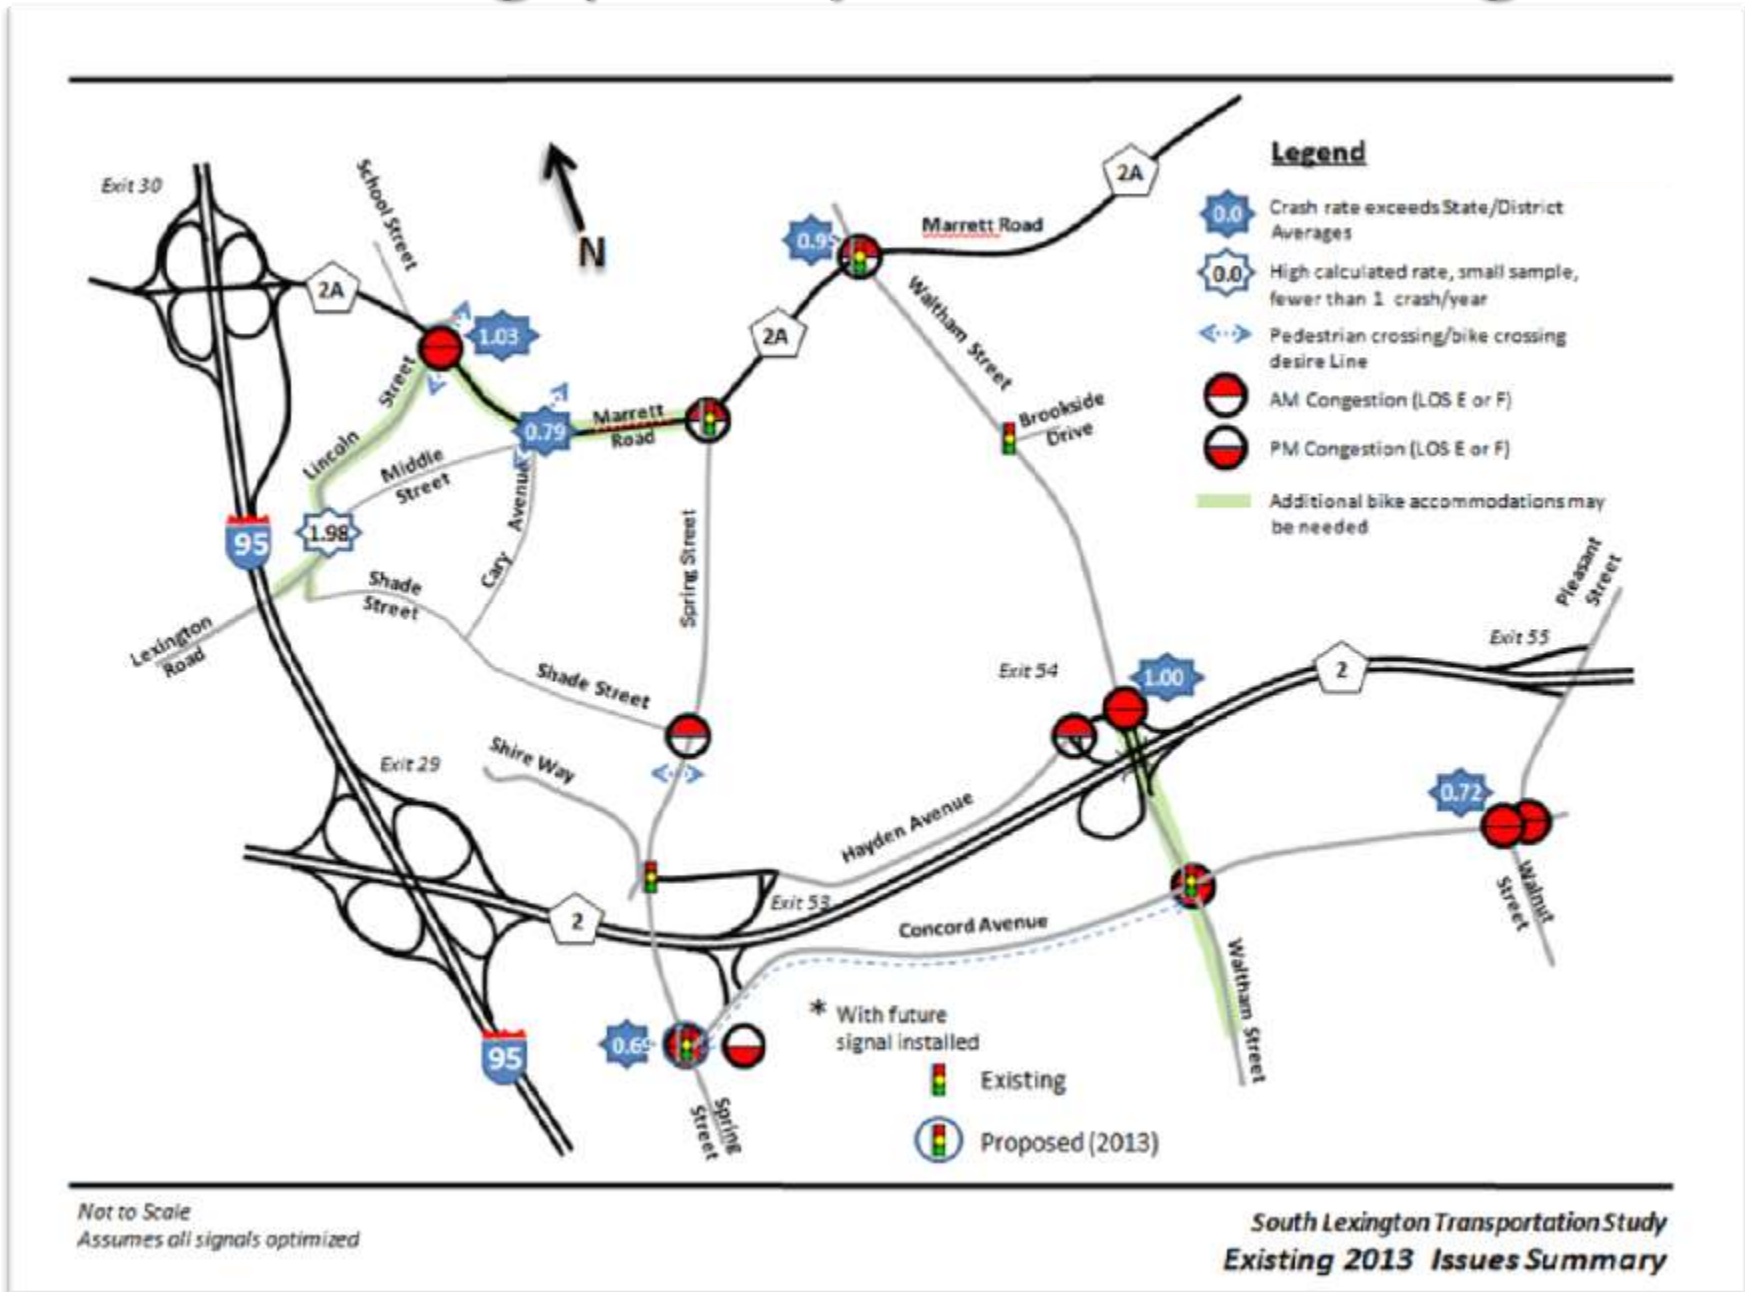 Exit 30
School Street
N
2A
2A
2A
Marrett Road
0.95
1.03
0.79
Marrett
Road
Waltham Street
Brookside
Drive
Lincoln
Street
Middle
Street
Cary
Avenue
1.98
95
Shade
Street
Spring Street
Lexington
Road
Shade Street
Shire Way
Exit 29
Exit 54
1.00
2
Exit 55
Pleasant
Street
Hayden Avenue
0.72
Walnut
Street
2
Exit 53
Concord Avenue
Waltham Street
0.69
95
Spring
Street
* With future
signal installed
Existing
Proposed (2013)
Legend
0.0
Crash rate exceeds State/District
Averages
0.0
High calculated rate, small sample,
fewer than 1 crash/year
Pedestrian crossing/bike crossing
desire Line
AM Congestion (LOS E or F)
PM Congestion (LOS E or F)
Additional bike accommodations may
be needed
Not to Scale
Assumes all signals optimized
South Lexington Transportation Study
Existing 2013 Issues Summary